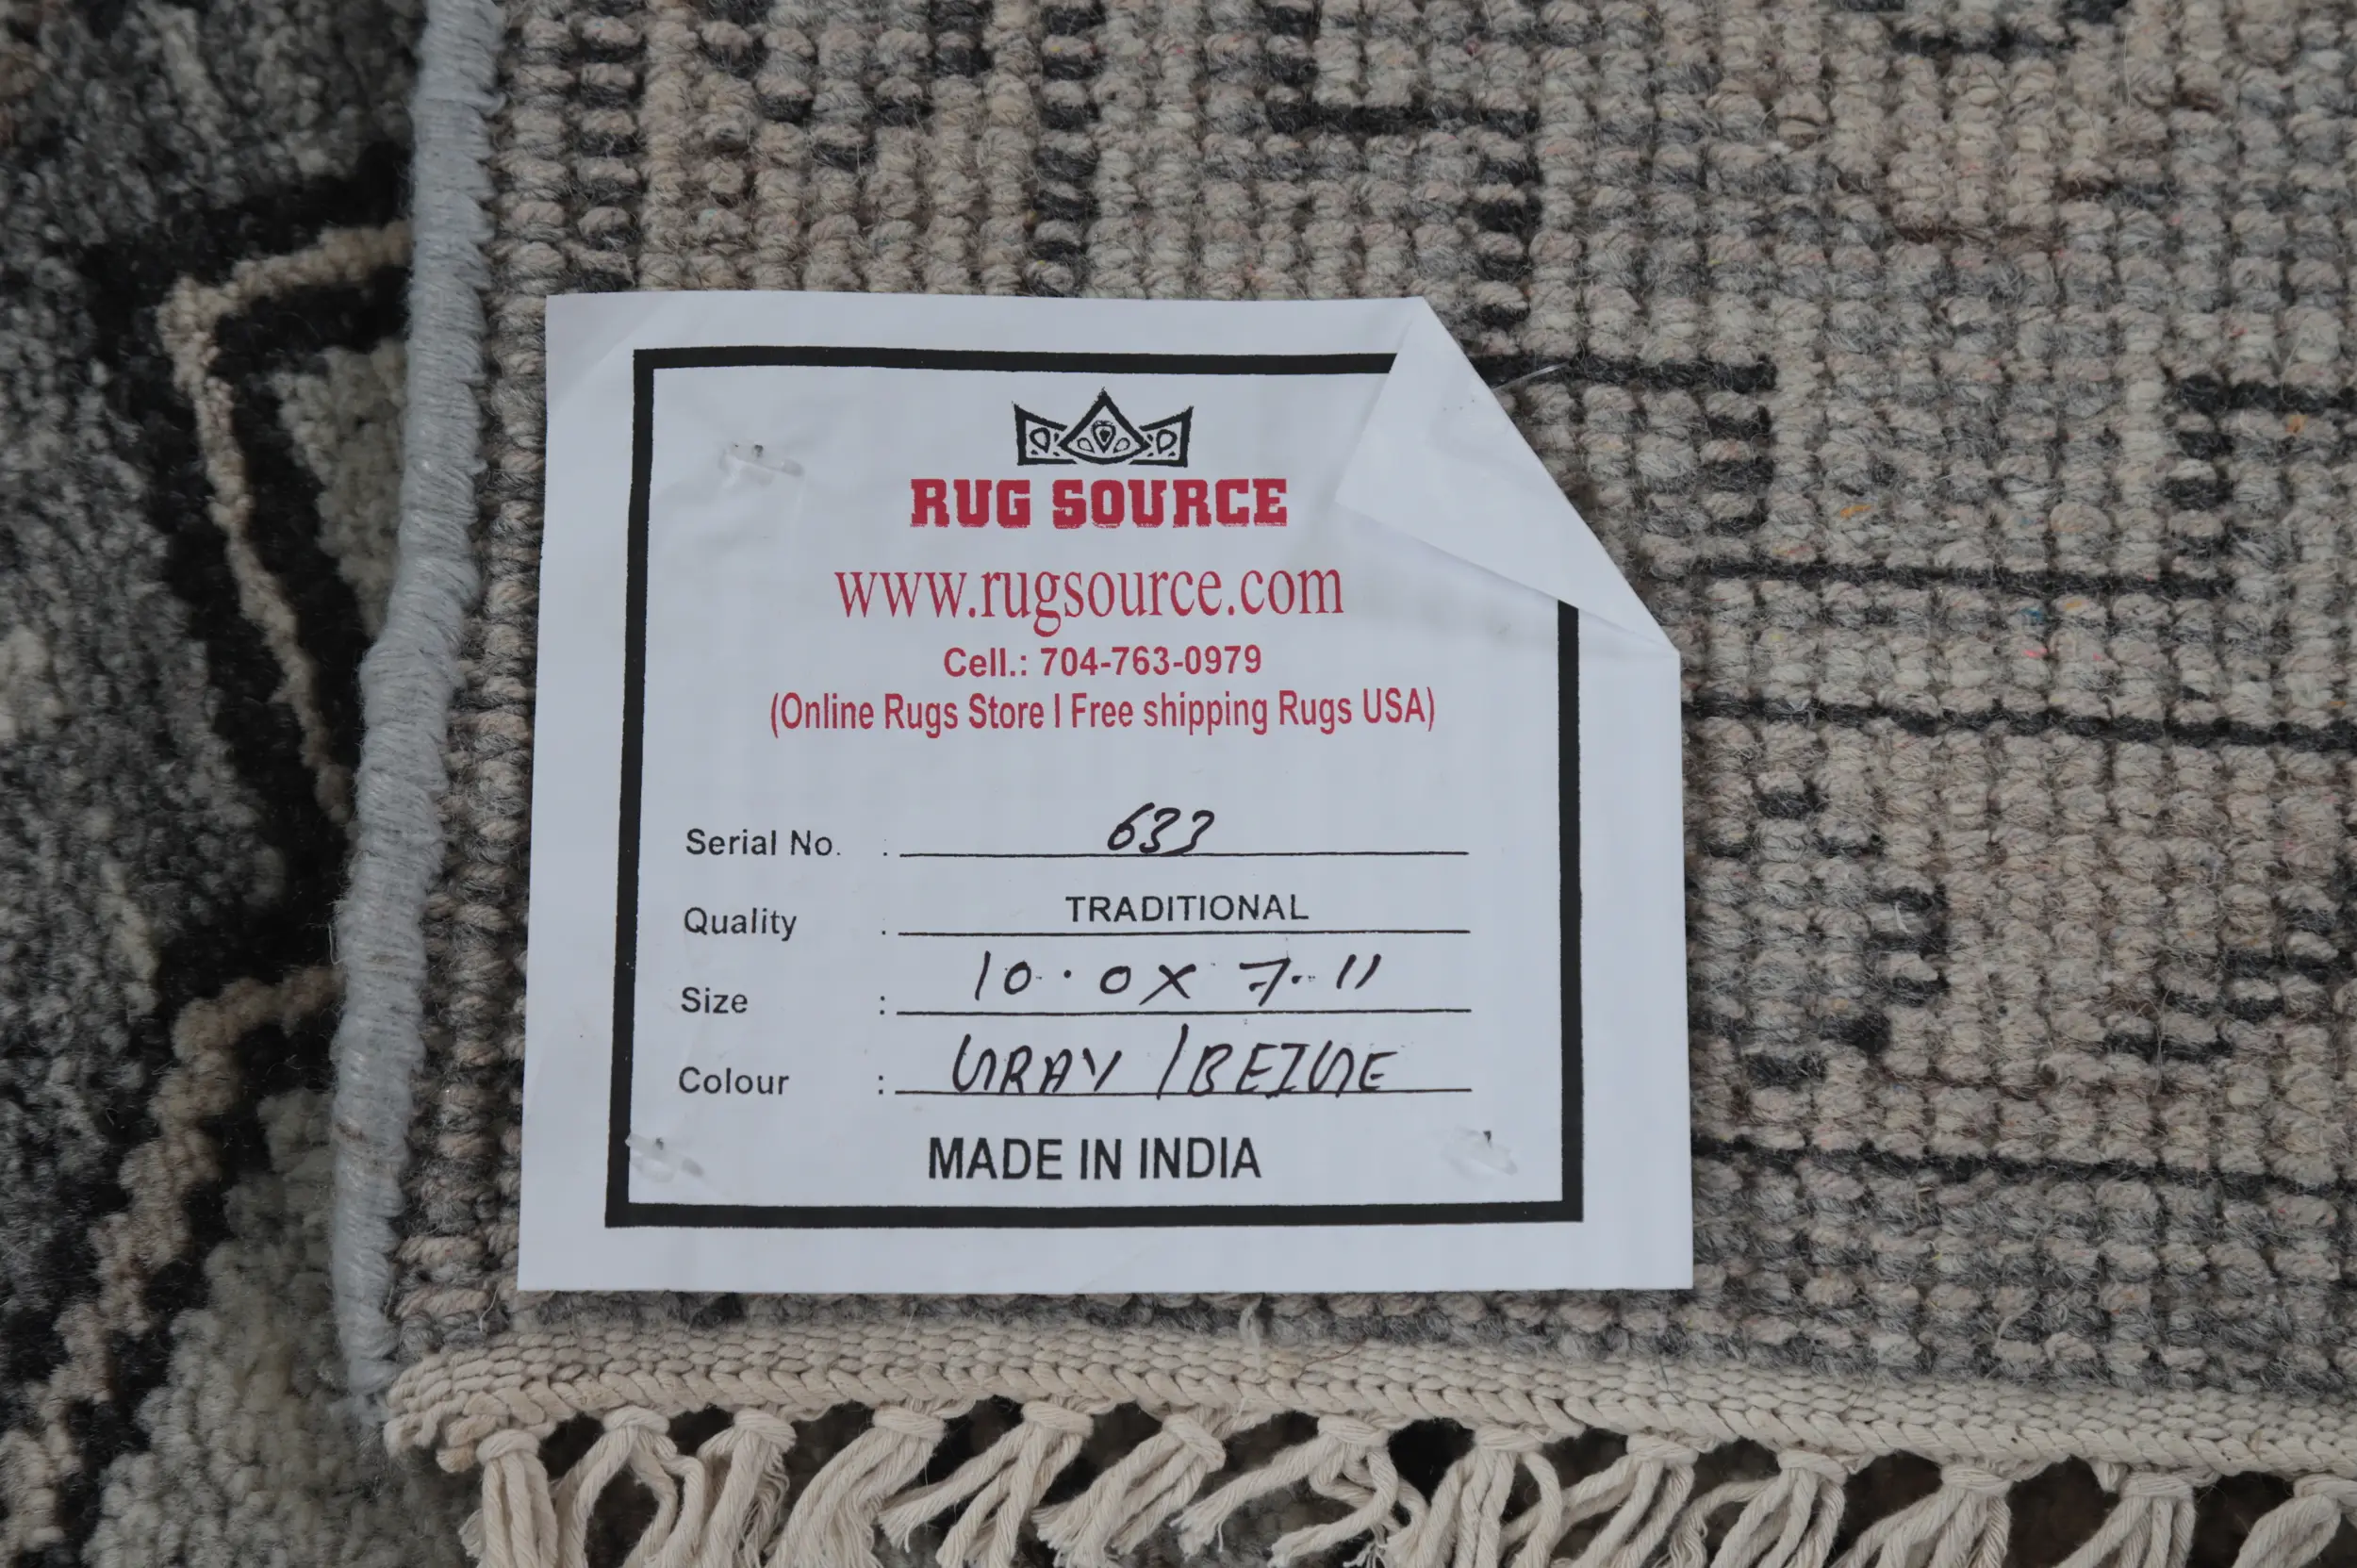 RUG SOURCE
www.rugsource.com
Cell.: 704-763-0979
(Online Rugs Store | Free shipping Rugs USA)
Serial No. : 633
Quality : TRADITIONAL
Size : 10.0 X 7.11
Colour : GRAY / BEIGE
MADE IN INDIA